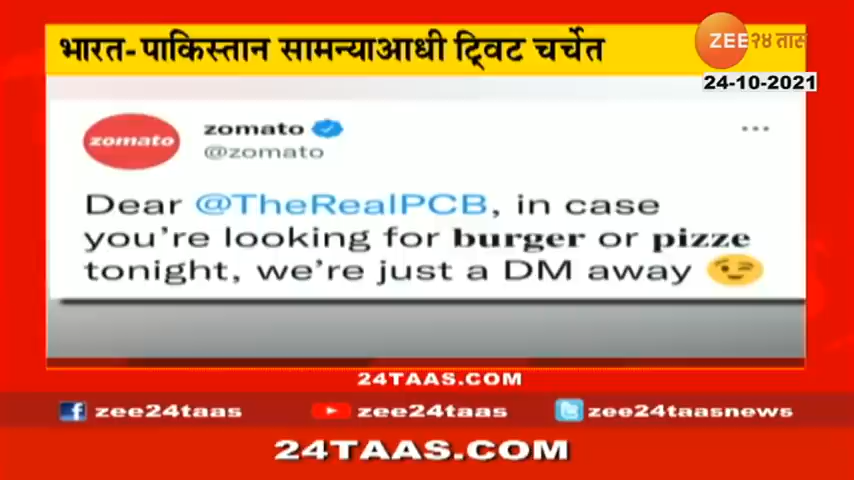 भारत-पाकिस्तान सामन्याआधी ट्विट चर्चेत
ZEE २४ तास
24-10-2021
zomato
zomato
@zomato
Dear @TheRealPCB, in case
you're looking for burger or pizze
tonight, we're just a DM away 😉
24TAAS.COM
zee24taas
zee24taas
zee24taasnews
24TAAS.COM